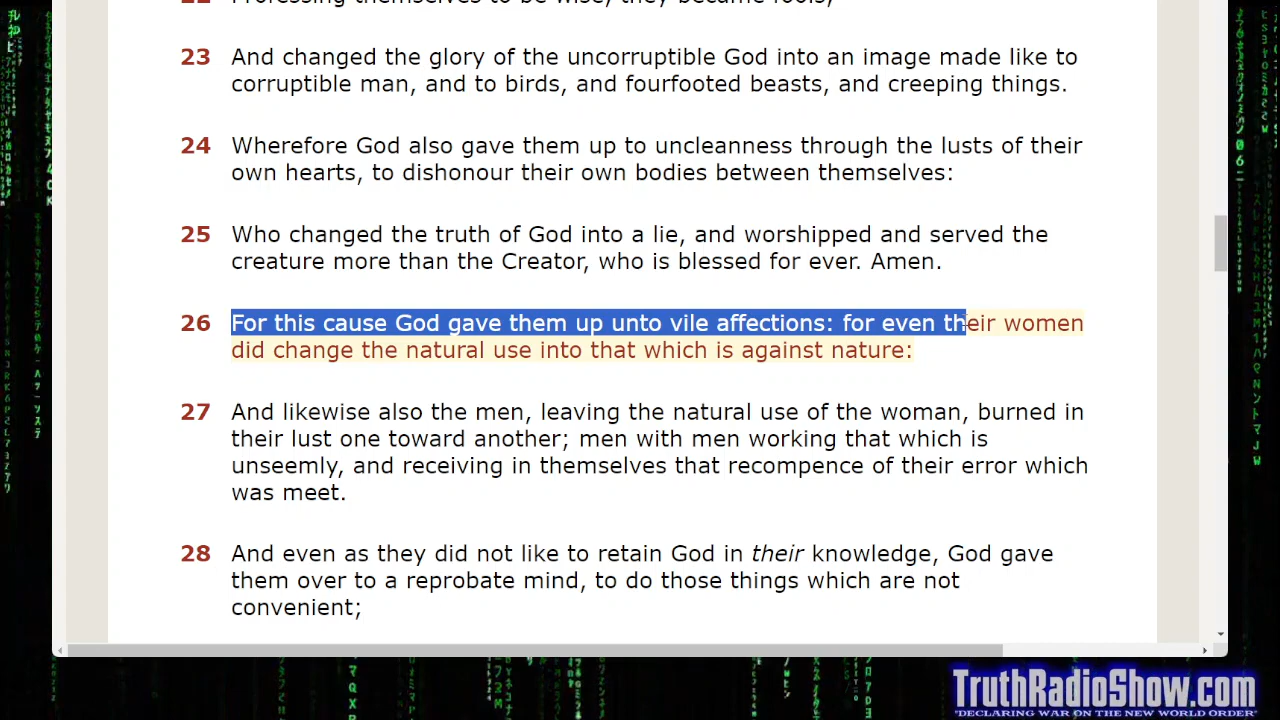 22 Professing themselves to be wise, they became fools,
23 And changed the glory of the uncorruptible God into an image made like to
corruptible man, and to birds, and fourfooted beasts, and creeping things.
24 Wherefore God also gave them up to uncleanness through the lusts of their
own hearts, to dishonour their own bodies between themselves:
25 Who changed the truth of God into a lie, and worshipped and served the
creature more than the Creator, who is blessed for ever. Amen.
26 For this cause God gave them up unto vile affections: for even their women
did change the natural use into that which is against nature:
27 And likewise also the men, leaving the natural use of the woman, burned in
their lust one toward another; men with men working that which is
unseemly, and receiving in themselves that recompence of their error which
was meet.
28 And even as they did not like to retain God in their knowledge, God gave
them over to a reprobate mind, to do those things which are not
convenient;
TruthRadioShow.com
"DECLARING WAR ON THE NEW WORLD ORDER"